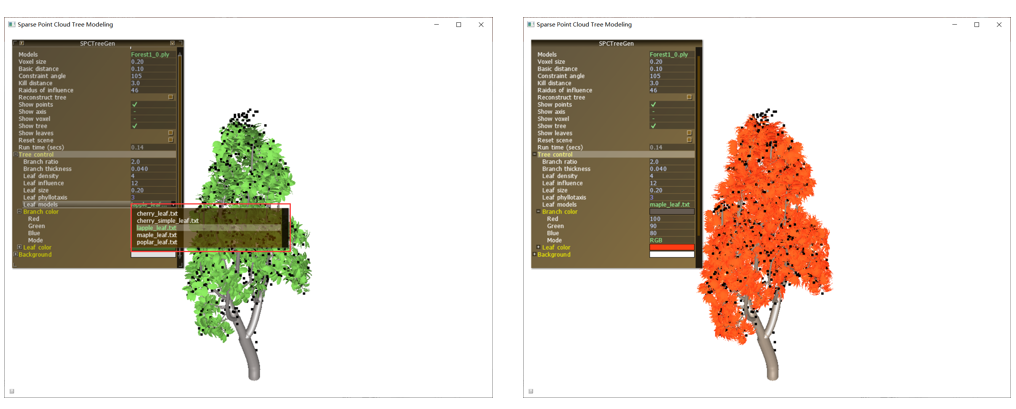 Sparse Point Cloud Tree Modeling
SPCTreeGen
Models Forest1_0.ply
Voxel size 0.20
Basic distance 0.10
Constraint angle 105
Kill distance 3.0
Raidus of influence 46
Reconstruct tree
Show points
Show axis
Show voxel
Show tree
Show leaves
Reset scene
Run time (secs) 0.14
Tree control
Branch ratio 2.0
Branch thickness 0.040
Leaf density 4
Leaf influence 12
Leaf size 0.20
Leaf phyllotaxis 3
Leaf models lapple_leaf
Branch color
Red
Green
Blue
Mode
Leaf color
Background
cherry_leaf.txt
cherry_simple_leaf.txt
lapple_leaf.txt
maple_leaf.txt
poplar_leaf.txt
Sparse Point Cloud Tree Modeling
SPCTreeGen
Models Forest1_0.ply
Voxel size 0.20
Basic distance 0.10
Constraint angle 105
Kill distance 3.0
Raidus of influence 46
Reconstruct tree
Show points
Show axis
Show voxel
Show tree
Show leaves
Reset scene
Run time (secs) 0.14
Tree control
Branch ratio 2.0
Branch thickness 0.040
Leaf density 4
Leaf influence 12
Leaf size 0.20
Leaf phyllotaxis 3
Leaf models maple_leaf.txt
Branch color
Red 100
Green 90
Blue 80
Mode RGB
Leaf color
Background